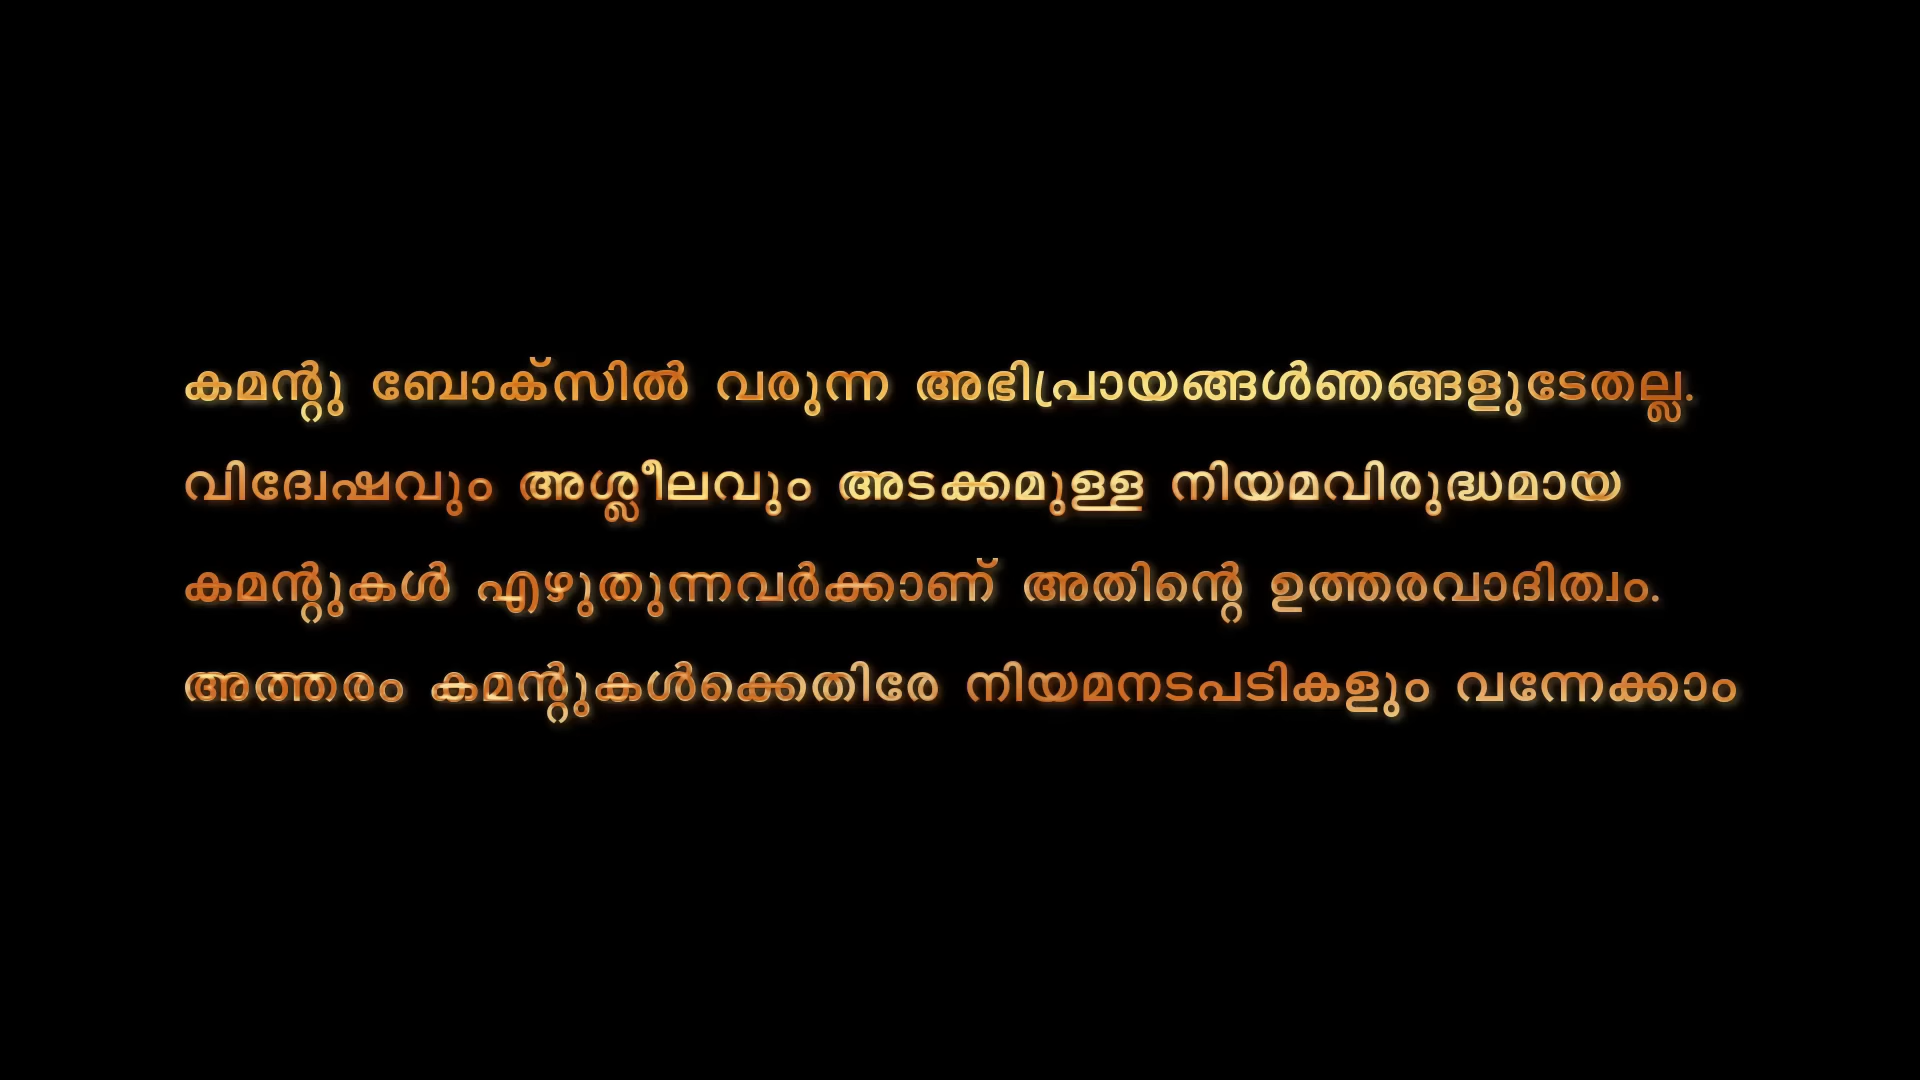 കമന്റു ബോക്സിൽ വരുന്ന അഭിപ്രായങ്ങൾഞങ്ങളുടേതല്ല.
വിദ്വേഷവും അശ്ലീലവും അടക്കമുള്ള നിയമവിരുദ്ധമായ
കമന്റുകൾ എഴുതുന്നവർക്കാണ് അതിന്റെ ഉത്തരവാദിത്വം.
അത്തരം കമന്റുകൾക്കെതിരേ നിയമനടപടികളും വന്നേക്കാം